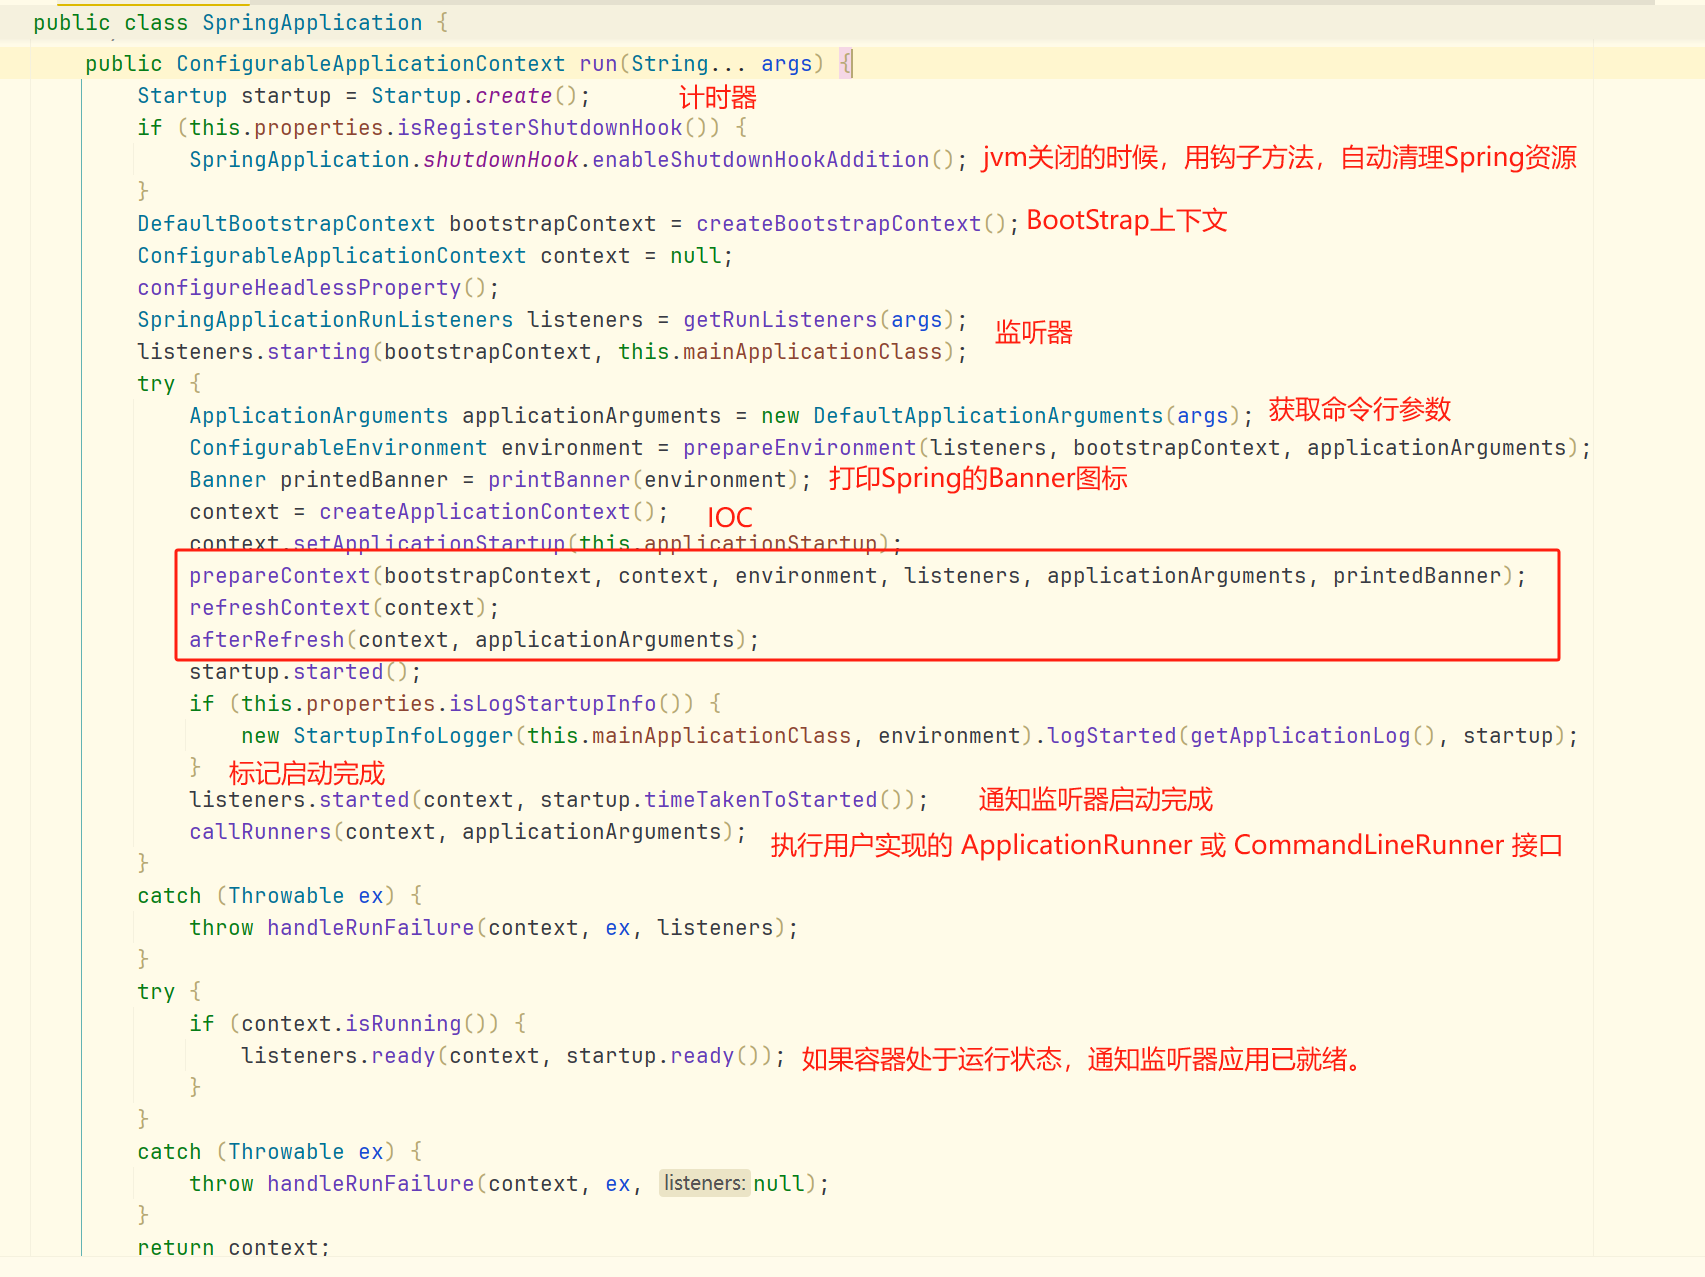 public class SpringApplication {
public ConfigurableApplicationContext run(String... args) {
Startup startup = Startup.create(); 计时器
if (this.properties.isRegisterShutdownHook()) {
SpringApplication.shutdownHook.enableShutdownHookAddition(); jvm关闭的时候，用钩子方法，自动清理Spring资源
}
DefaultBootstrapContext bootstrapContext = createBootstrapContext(); BootStrap上下文
ConfigurableApplicationContext context = null;
configureHeadlessProperty();
SpringApplicationRunListeners listeners = getRunListeners(args);
监听器
listeners.starting(bootstrapContext, this.mainApplicationClass);
try {
ApplicationArguments applicationArguments = new DefaultApplicationArguments(args); 获取命令行参数
ConfigurableEnvironment environment = prepareEnvironment(listeners, bootstrapContext, applicationArguments);
Banner printedBanner = printBanner(environment); 打印Spring的Banner图标
context = createApplicationContext(); IOC
context.setApplicationStartup(this.applicationStartup);
prepareContext(bootstrapContext, context, environment, listeners, applicationArguments, printedBanner);
refreshContext(context);
afterRefresh(context, applicationArguments);
startup.started();
if (this.properties.isLogStartupInfo()) {
new StartupInfoLogger(this.mainApplicationClass, environment).logStarted(getApplicationLog(), startup);
} 标记启动完成
listeners.started(context, startup.timeTakenToStarted()); 通知监听器启动完成
callRunners(context, applicationArguments); 执行用户实现的 ApplicationRunner 或 CommandLineRunner 接口
}
catch (Throwable ex) {
throw handleRunFailure(context, ex, listeners);
}
try {
if (context.isRunning()) {
listeners.ready(context, startup.ready()); 如果容器处于运行状态，通知监听器应用已就绪。
}
}
catch (Throwable ex) {
throw handleRunFailure(context, ex, listeners: null);
}
return context;